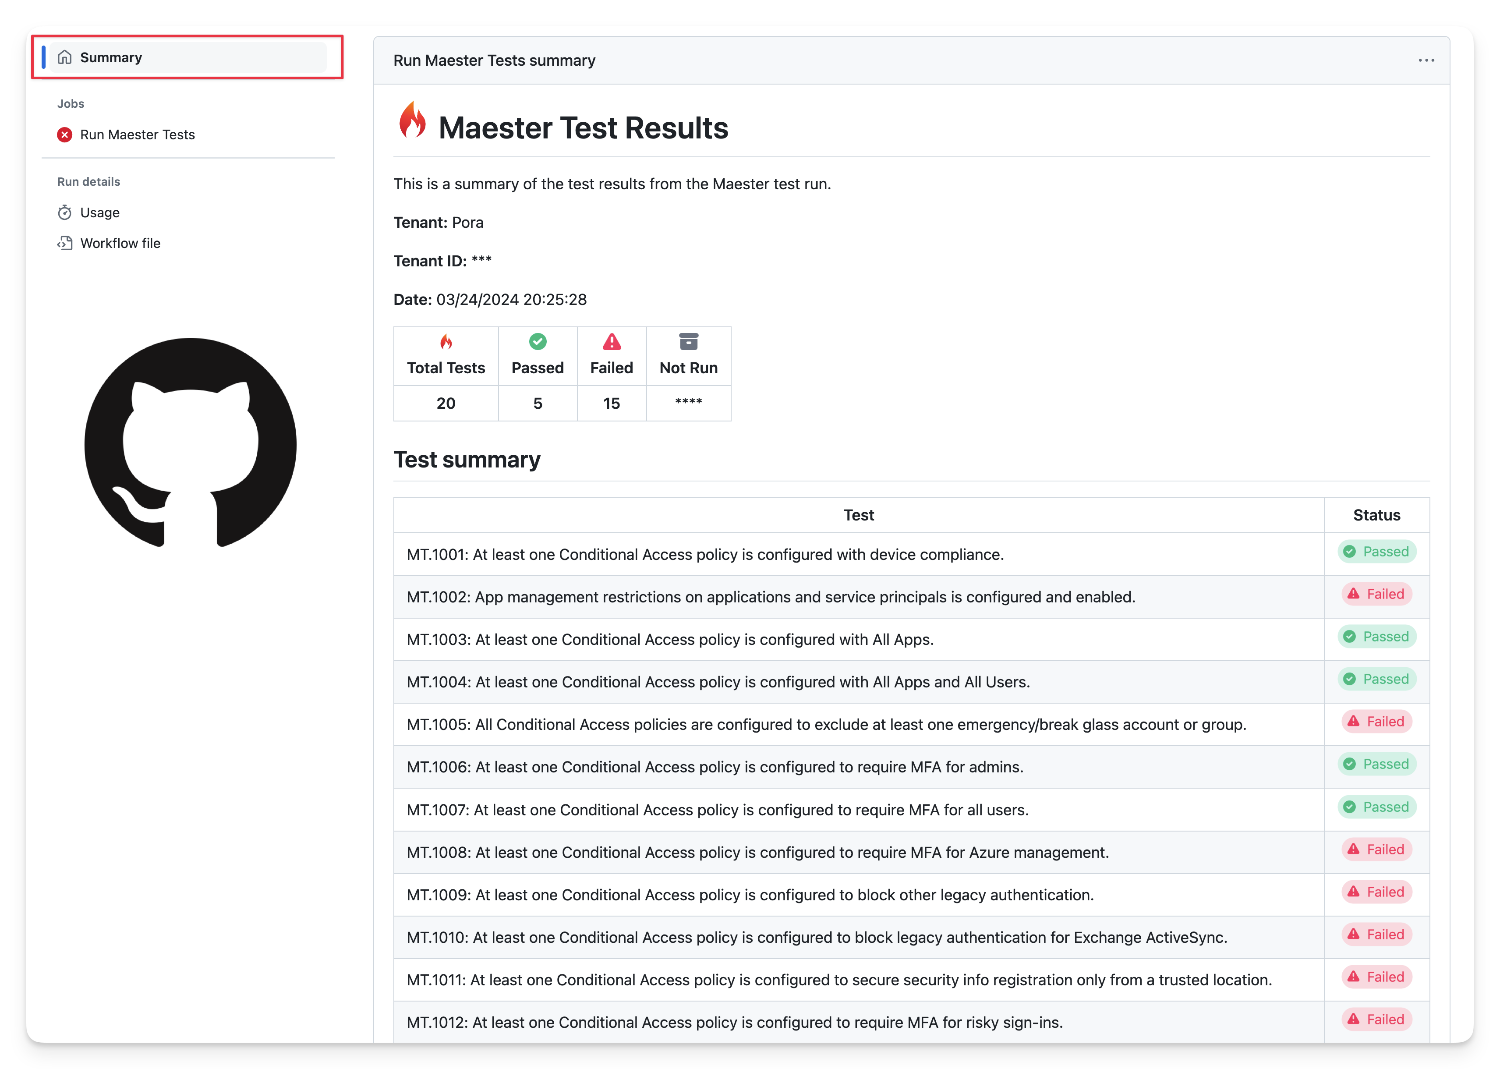 Summary
Jobs
Run Maester Tests
Run details
Usage
Workflow file
Run Maester Tests summary
Maester Test Results
This is a summary of the test results from the Maester test run.
Tenant: Pora
Tenant ID: ***
Date: 03/24/2024 20:25:28
Total Tests Passed Failed Not Run
20 5 15 ****
Test summary
Test Status
MT.1001: At least one Conditional Access policy is configured with device compliance. Passed
MT.1002: App management restrictions on applications and service principals is configured and enabled. Failed
MT.1003: At least one Conditional Access policy is configured with All Apps. Passed
MT.1004: At least one Conditional Access policy is configured with All Apps and All Users. Passed
MT.1005: All Conditional Access policies are configured to exclude at least one emergency/break glass account or group. Failed
MT.1006: At least one Conditional Access policy is configured to require MFA for admins. Passed
MT.1007: At least one Conditional Access policy is configured to require MFA for all users. Passed
MT.1008: At least one Conditional Access policy is configured to require MFA for Azure management. Failed
MT.1009: At least one Conditional Access policy is configured to block other legacy authentication. Failed
MT.1010: At least one Conditional Access policy is configured to block legacy authentication for Exchange ActiveSync. Failed
MT.1011: At least one Conditional Access policy is configured to secure security info registration only from a trusted location. Failed
MT.1012: At least one Conditional Access policy is configured to require MFA for risky sign-ins. Failed